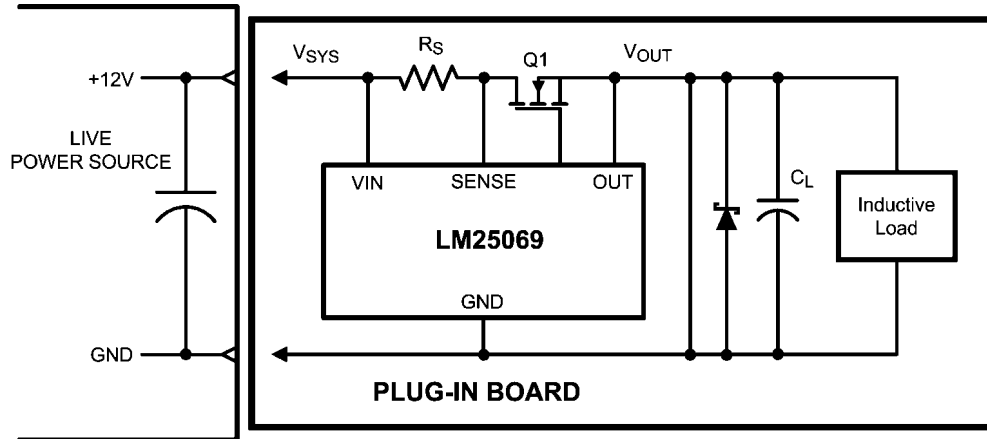 +12V
LIVE
POWER SOURCE
GND
VSYS
RS
Q1
VOUT
VIN
SENSE
OUT
LM25069
GND
CL
Inductive
Load
PLUG-IN BOARD